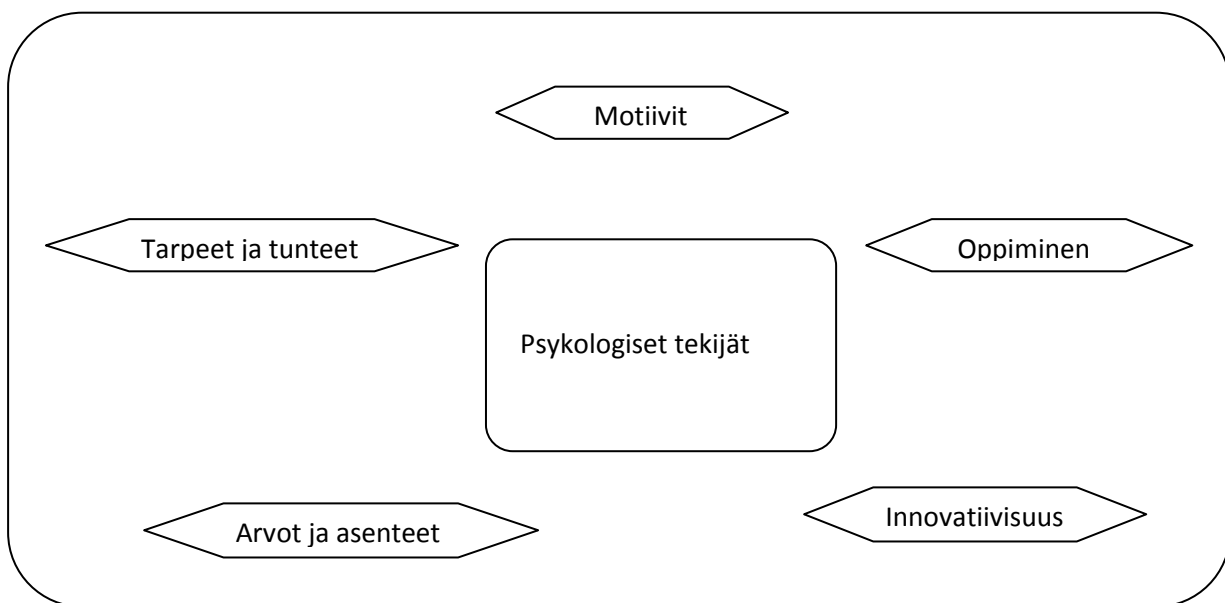 Motiivit
Tarpeet ja tunteet
Oppiminen
Psykologiset tekijät
Arvot ja asenteet
Innovatiivisuus